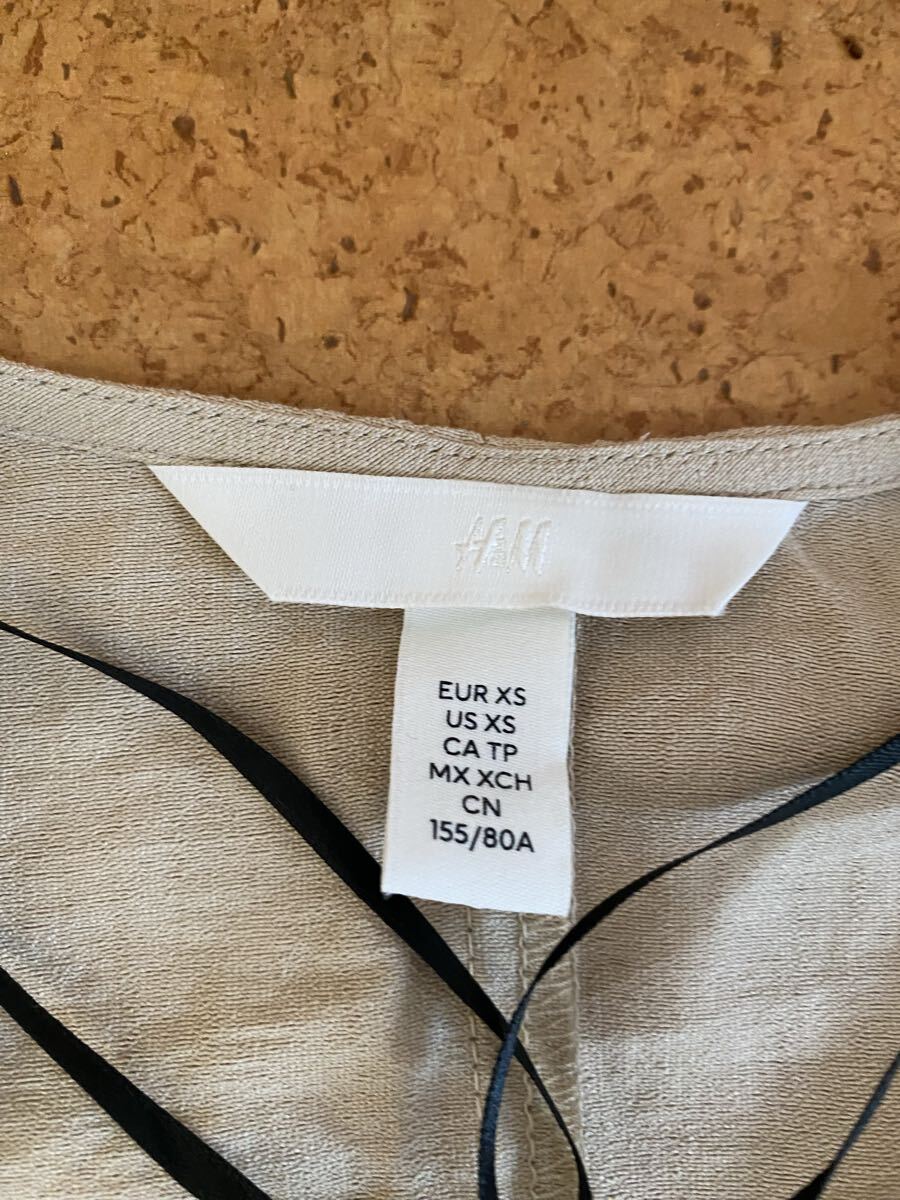 H&M
EUR XS
US XS
CA TP
MX XCH
CN
155/80A